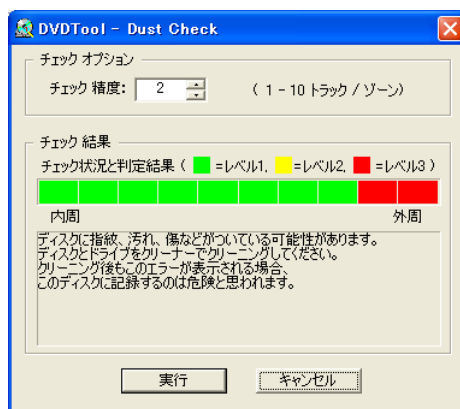 DVDTool - Dust Check
チェック オプション
チェック 精度: 2 ( 1 - 10 トラック / ゾーン)
チェック 結果
チェック状況と判定結果 ( =レベル1, =レベル2, =レベル3 )
内周 外周
ディスクに指紋、汚れ、傷などがついている可能性があります。
ディスクとドライブをクリーナーでクリーニングしてください。
クリーニング後もこのエラーが表示される場合、
このディスクに記録するのは危険と思われます。
実行 キャンセル